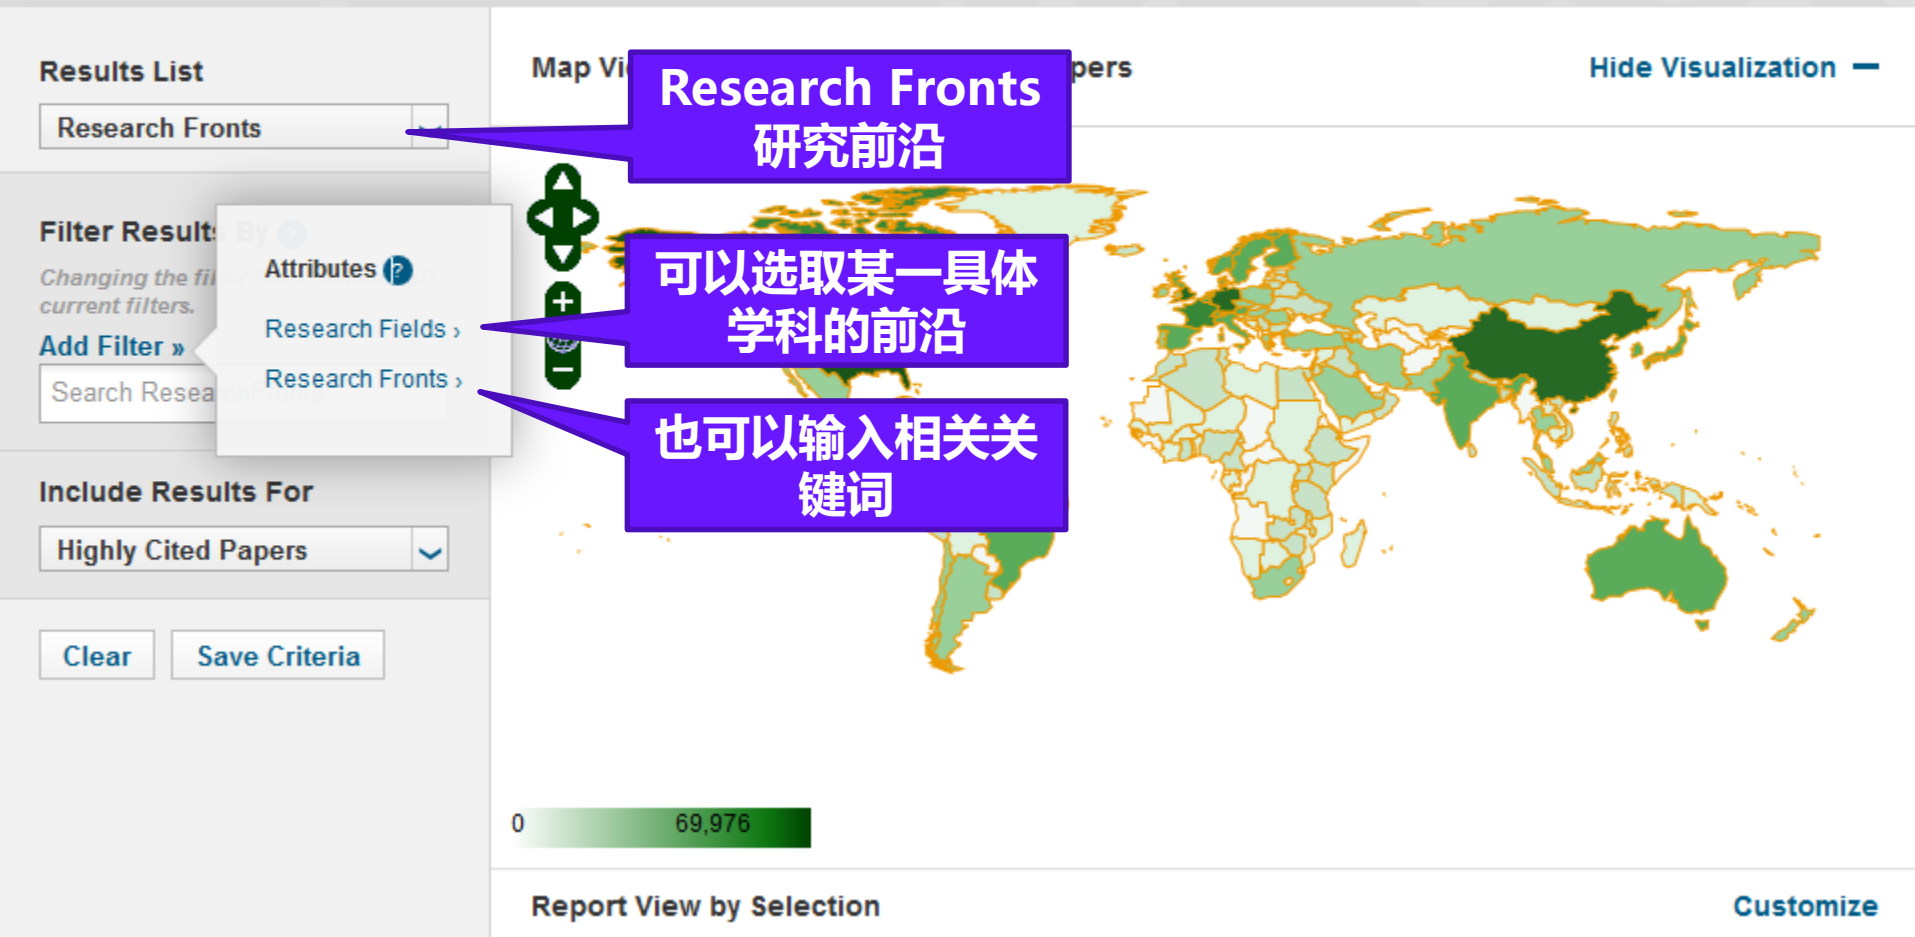 Results List
Research Fronts
Filter Results By
Changing the fil
current filters.
Add Filter »
Search Resea
Attributes ?
Research Fields ›
Research Fronts ›
Include Results For
Highly Cited Papers
Clear
Save Criteria
Map Vi
pers
Hide Visualization
Research Fronts
研究前沿
可以选取某一具体
学科的前沿
也可以输入相关关
键词
0
69,976
Report View by Selection
Customize